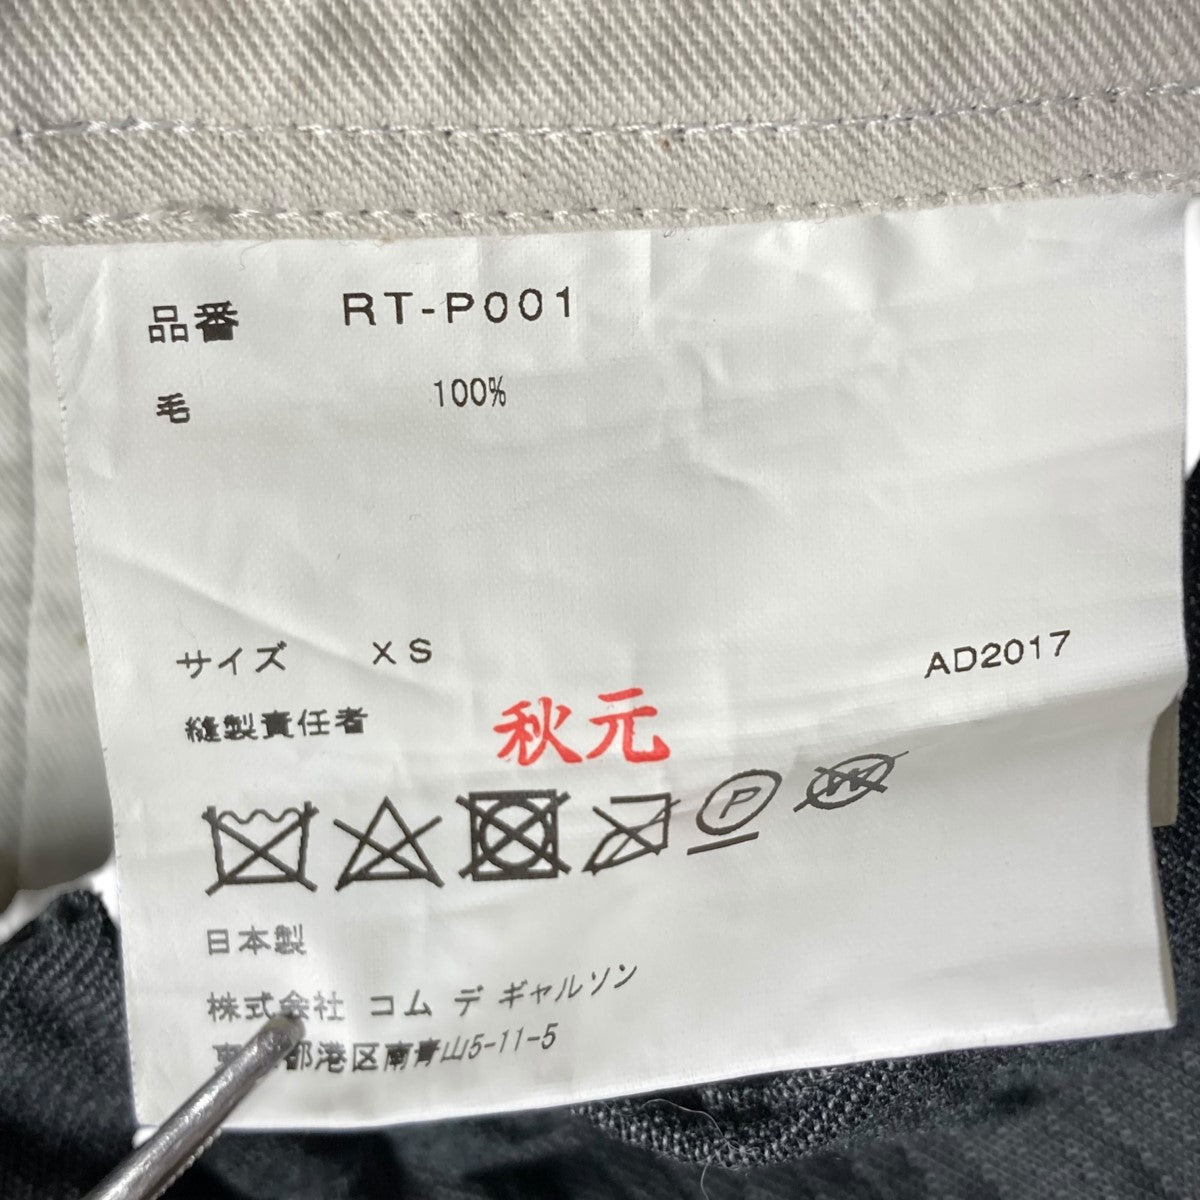 品番 RT-P001
毛 100%
サイズ XS AD2017
縫製責任者 秋元
P W
日本製
株式会社 コム デ ギャルソン
東 都港区南青山5-11-5